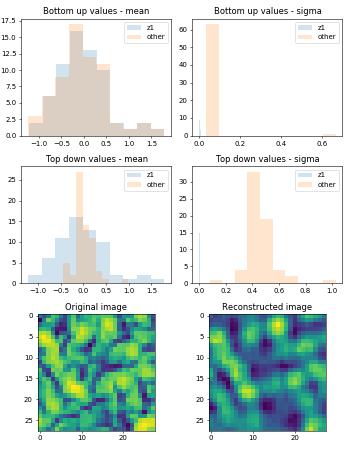 Bottom up values - mean
Bottom up values - sigma
17.5
15.0
12.5
10.0
7.5
5.0
2.5
0.0
−1.0 −0.5 0.0 0.5 1.0 1.5
z1
other
60
50
40
30
20
10
0
0.0 0.2 0.4 0.6
z1
other
Top down values - mean
Top down values - sigma
25
20
15
10
5
0
−1.0 −0.5 0.0 0.5 1.0 1.5
z1
other
30
25
20
15
10
5
0
0.0 0.2 0.4 0.6 0.8 1.0
z1
other
Original image
Reconstructed image
0
5
10
15
20
25
0 10 20
0
5
10
15
20
25
0 10 20